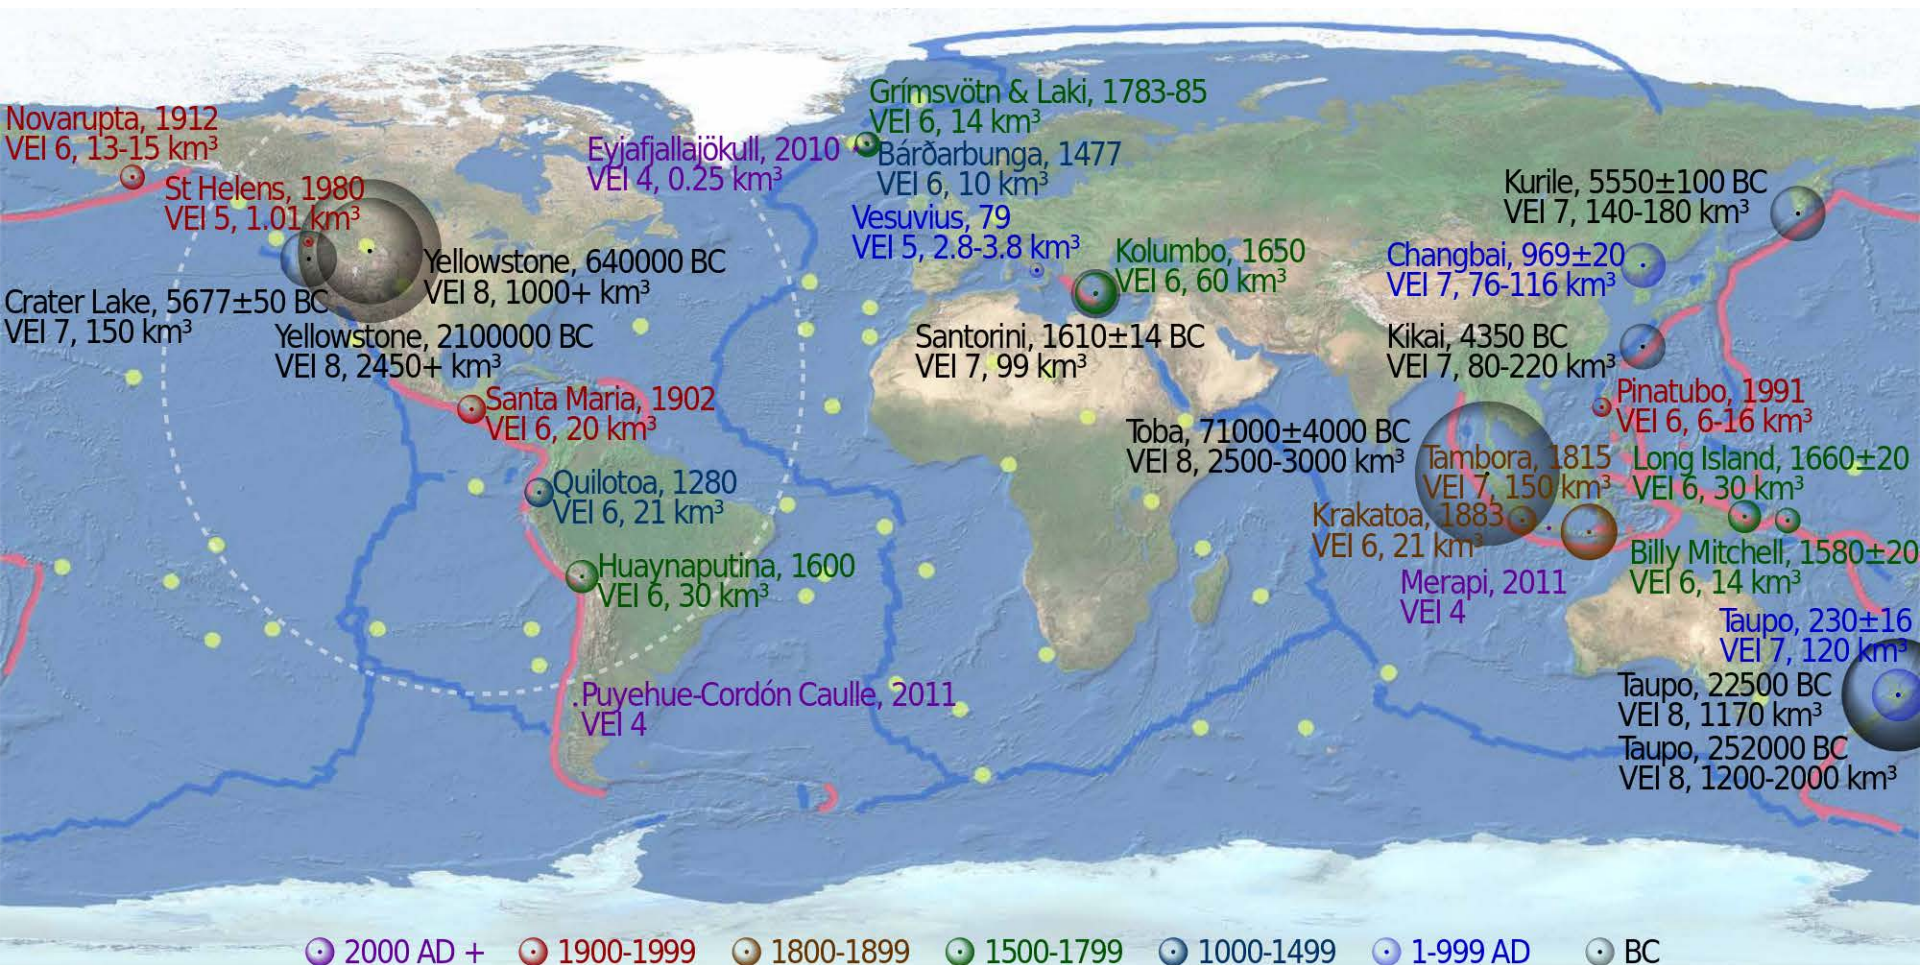 Grímsvötn & Laki, 1783-85
VEI 6, 14 km³
Novarupta, 1912
VEI 6, 13-15 km³
Eyjafjallajökull, 2010
VEI 4, 0.25 km³
Bárðarbunga, 1477
VEI 6, 10 km³
St Helens, 1980
VEI 5, 1.01 km³
Kurile, 5550±100 BC
VEI 7, 140-180 km³
Vesuvius, 79
VEI 5, 2.8-3.8 km³
Kolumbo, 1650
VEI 6, 60 km³
Changbai, 969±20
VEI 7, 76-116 km³
Yellowstone, 640000 BC
VEI 8, 1000+ km³
Crater Lake, 5677±50 BC
VEI 7, 150 km³
Yellowstone, 2100000 BC
VEI 8, 2450+ km³
Santorini, 1610±14 BC
VEI 7, 99 km³
Kikai, 4350 BC
VEI 7, 80-220 km³
Santa Maria, 1902
VEI 6, 20 km³
Pinatubo, 1991
VEI 6, 6-16 km³
Toba, 71000±4000 BC
VEI 8, 2500-3000 km³
Tambora, 1815
VEI 7, 150 km³
Long Island, 1660±20
VEI 6, 30 km³
Quilotoa, 1280
VEI 6, 21 km³
Krakatoa, 1883
VEI 6, 21 km³
Huaynaputina, 1600
VEI 6, 30 km³
Billy Mitchell, 1580±20
VEI 6, 14 km³
Merapi, 2011
VEI 4
Taupo, 230±16
VEI 7, 120 km³
Puyehue-Cordón Caulle, 2011
VEI 4
Taupo, 22500 BC
VEI 8, 1170 km³
Taupo, 252000 BC
VEI 8, 1200-2000 km³
2000 AD + 1900-1999 1800-1899 1500-1799 1000-1499 1-999 AD BC